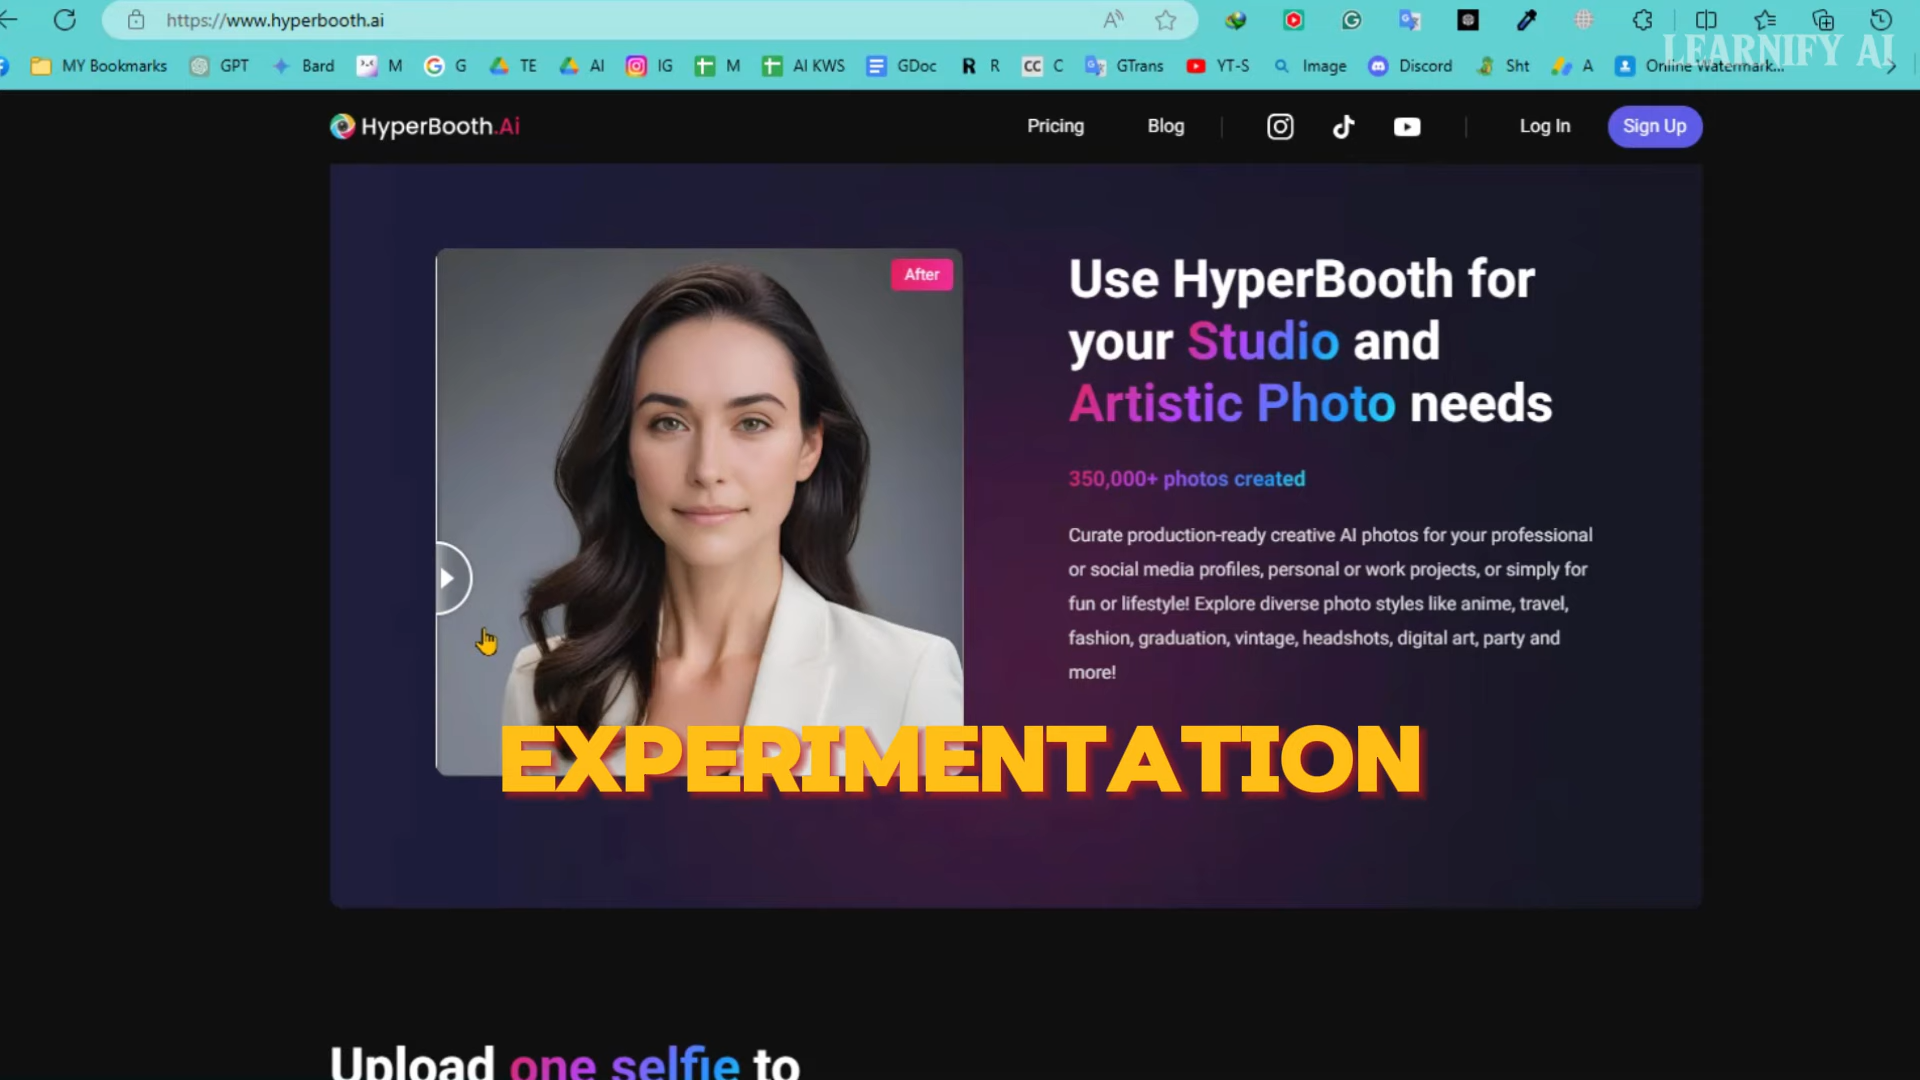 https://www.hyperbooth.ai
LEARNIFY AI
MY Bookmarks GPT Bard M G TE AI IG M AI KWS GDoc R R CC C GTrans YT-S Image Discord Sht A Online Watermark...
HyperBooth.Ai Pricing Blog Log In Sign Up
After
Use HyperBooth for
your Studio and
Artistic Photo needs
350,000+ photos created
Curate production-ready creative AI photos for your professional
or social media profiles, personal or work projects, or simply for
fun or lifestyle! Explore diverse photo styles like anime, travel,
fashion, graduation, vintage, headshots, digital art, party and
more!
EXPERIMENTATION
Upload one selfie to